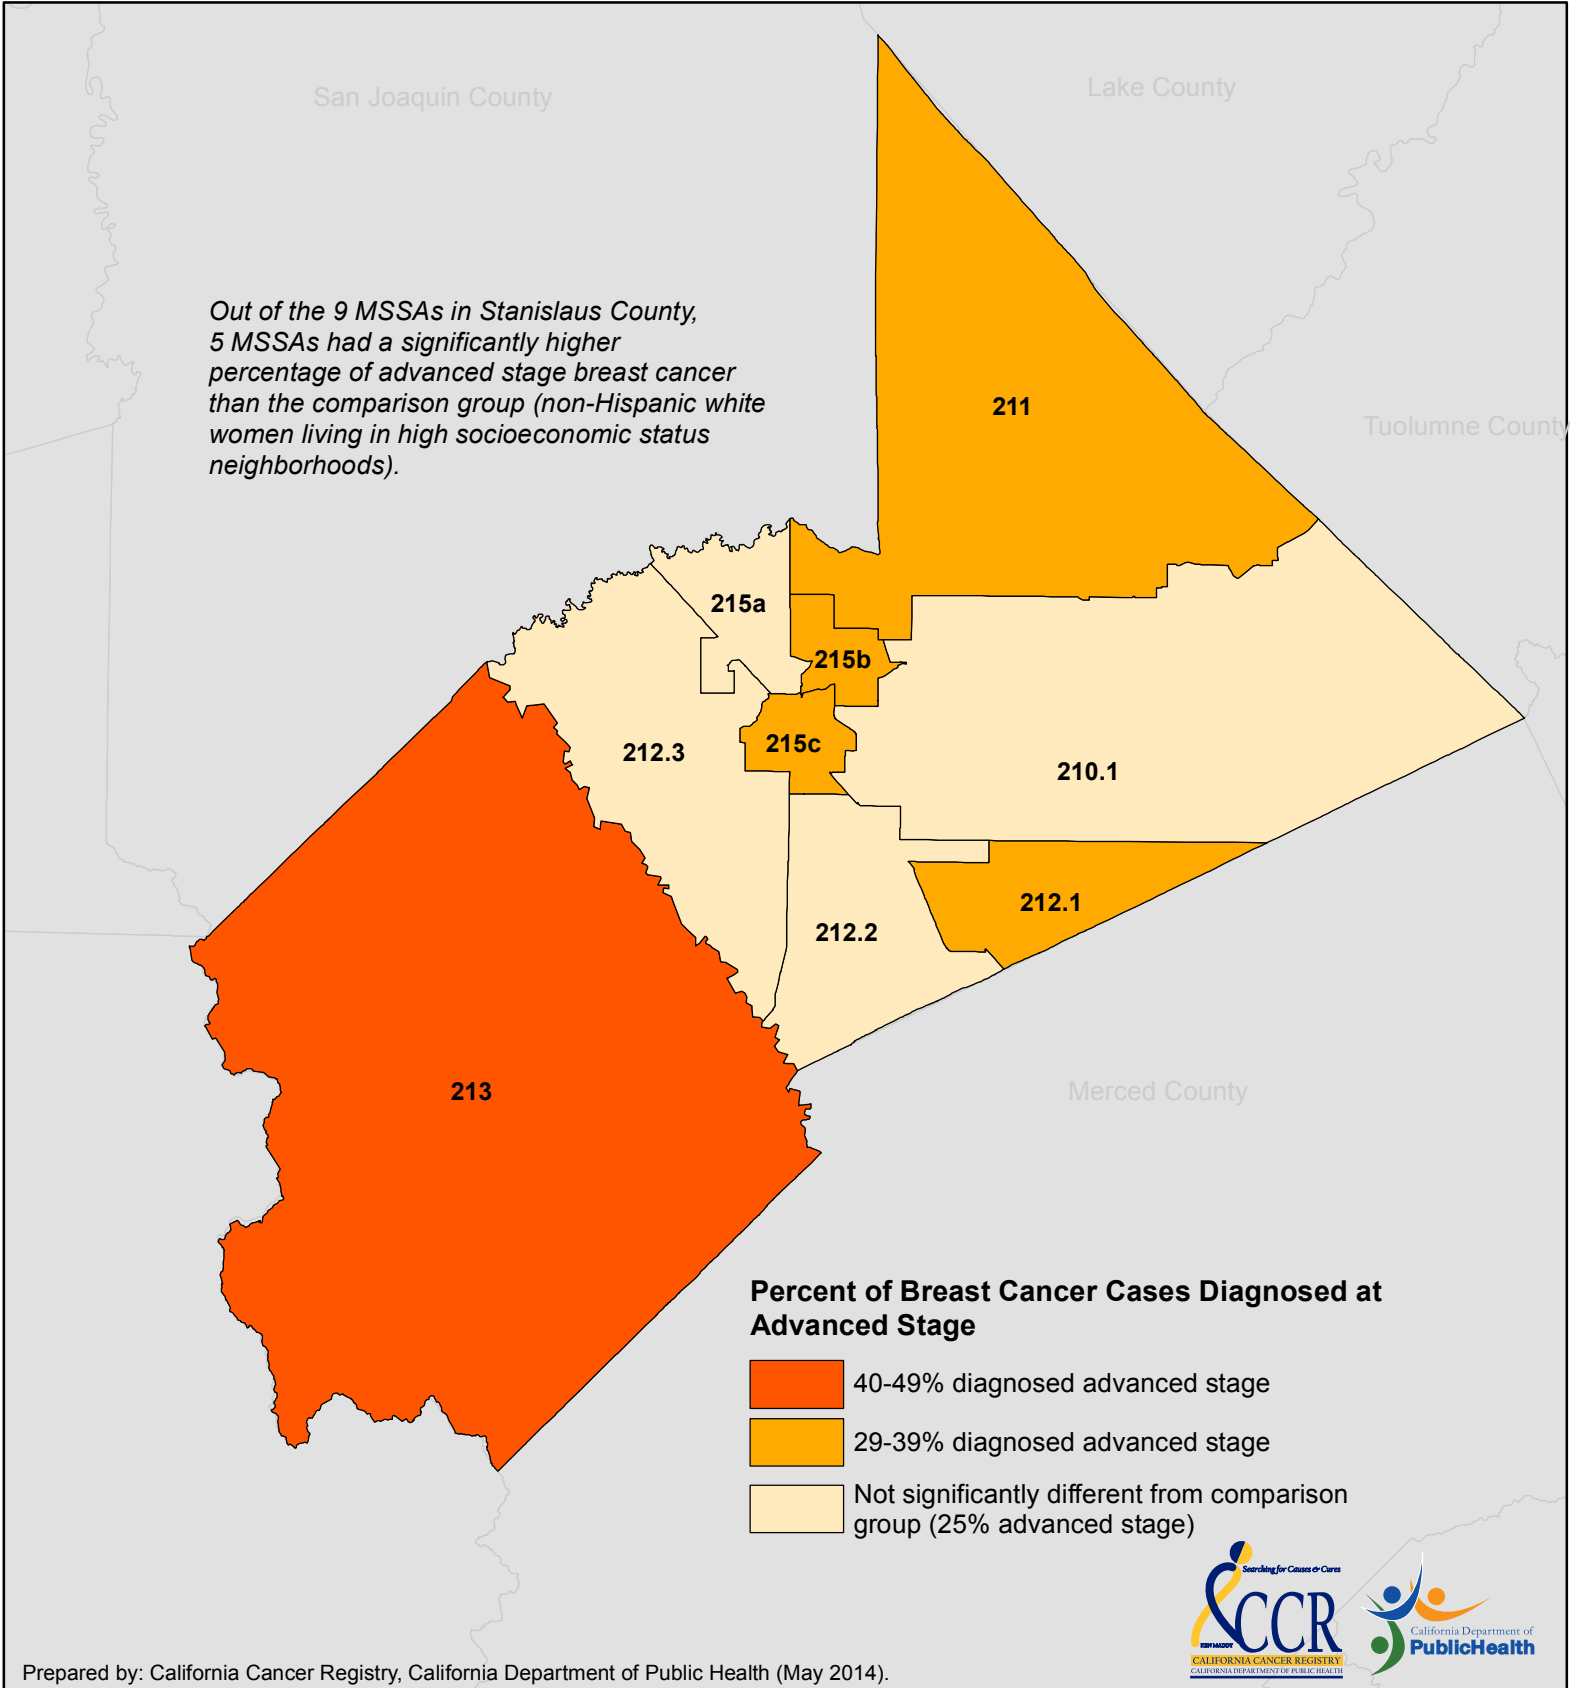 San Joaquin County
Lake County
Out of the 9 MSSAs in Stanislaus County,
5 MSSAs had a significantly higher
percentage of advanced stage breast cancer
than the comparison group (non-Hispanic white
women living in high socioeconomic status
neighborhoods).
211
Tuolumne County
215a
215b
215c
212.3
210.1
212.1
212.2
213
Merced County
Percent of Breast Cancer Cases Diagnosed at
Advanced Stage
40-49% diagnosed advanced stage
29-39% diagnosed advanced stage
Not significantly different from comparison
group (25% advanced stage)
Searching for Causes & Cures
CCR
KEN MADDY
CALIFORNIA CANCER REGISTRY
CALIFORNIA DEPARTMENT OF PUBLIC HEALTH
California Department of
PublicHealth
Prepared by: California Cancer Registry, California Department of Public Health (May 2014).